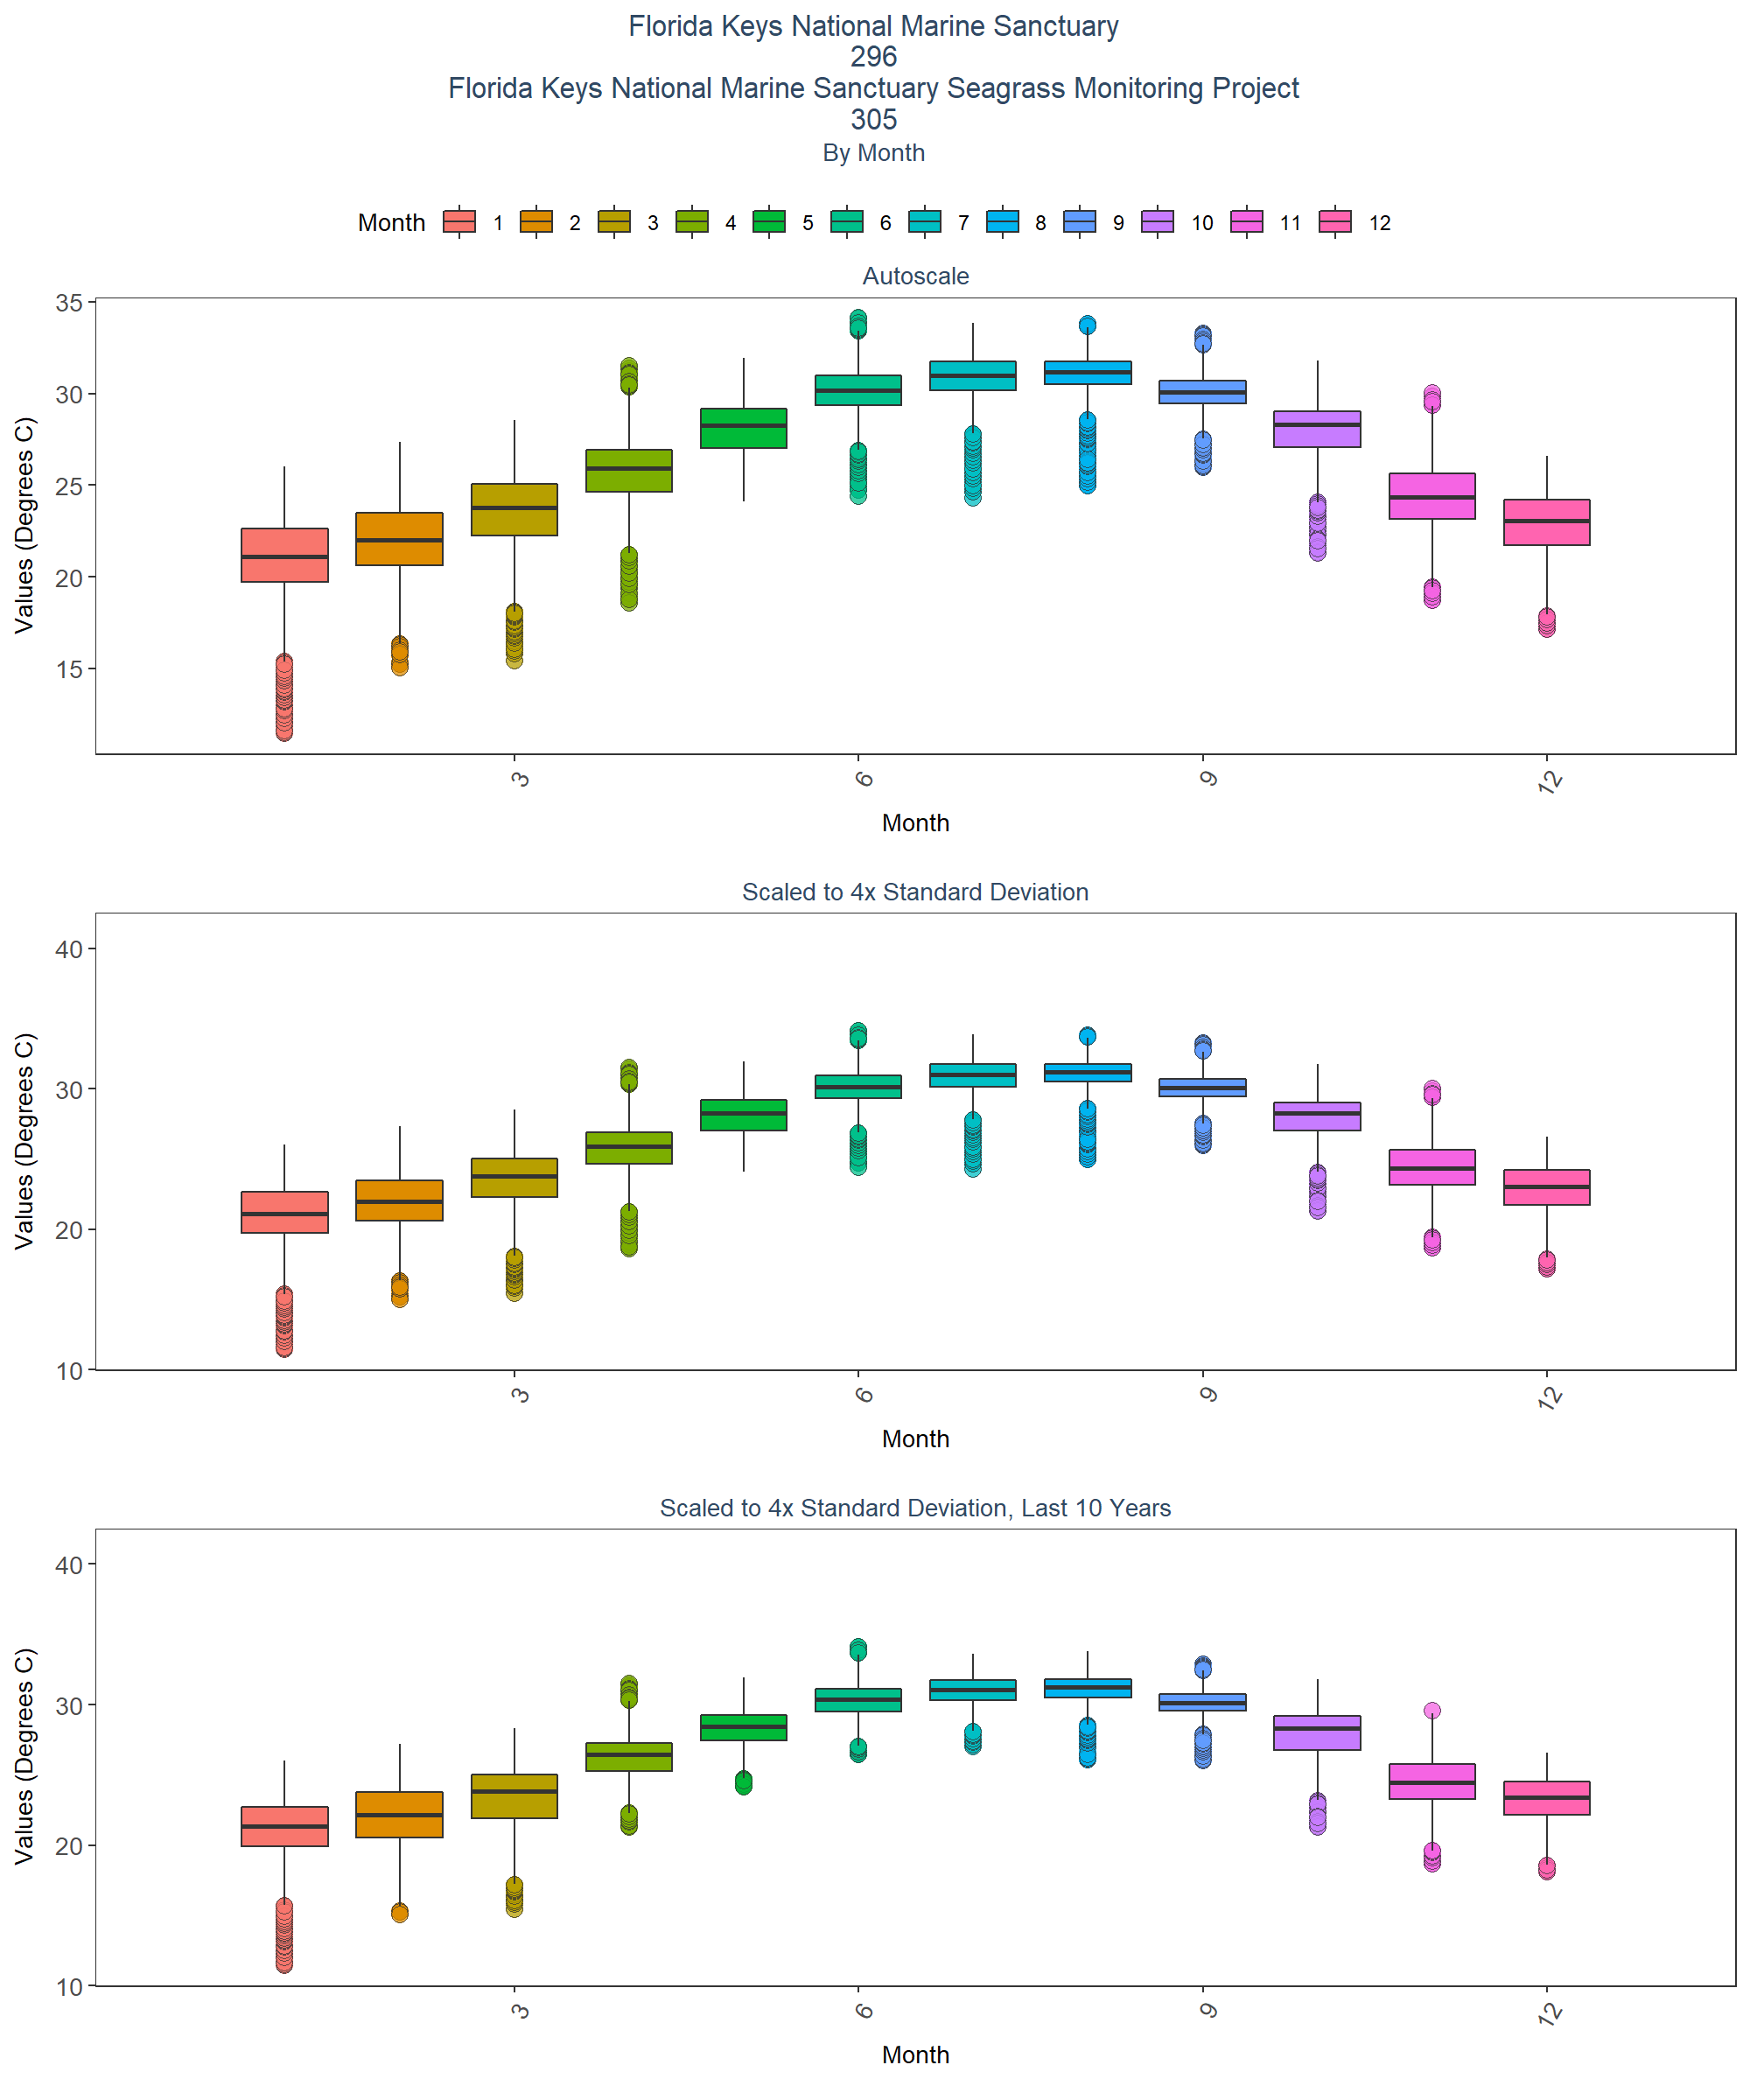 Florida Keys National Marine Sanctuary
296
Florida Keys National Marine Sanctuary Seagrass Monitoring Project
305
By Month
Month 1 2 3 4 5 6 7 8 9 10 11 12
Autoscale
Values (Degrees C)
35
30
25
20
15
3 6 9 12
Month
Scaled to 4x Standard Deviation
Values (Degrees C)
40
30
20
10
3 6 9 12
Month
Scaled to 4x Standard Deviation, Last 10 Years
Values (Degrees C)
40
30
20
10
3 6 9 12
Month